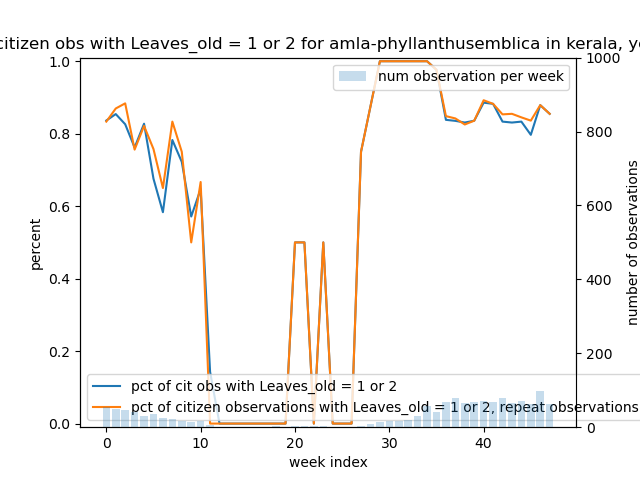 citizen obs with Leaves_old = 1 or 2 for amla-phyllanthusemblica in kerala, ye
num observation per week
percent
1.0
0.8
0.6
0.4
0.2
0.0
1000
800
600
400
200
0
number of observations
pct of cit obs with Leaves_old = 1 or 2
pct of citizen observations with Leaves_old = 1 or 2, repeat observations
0 10 20 30 40
week index